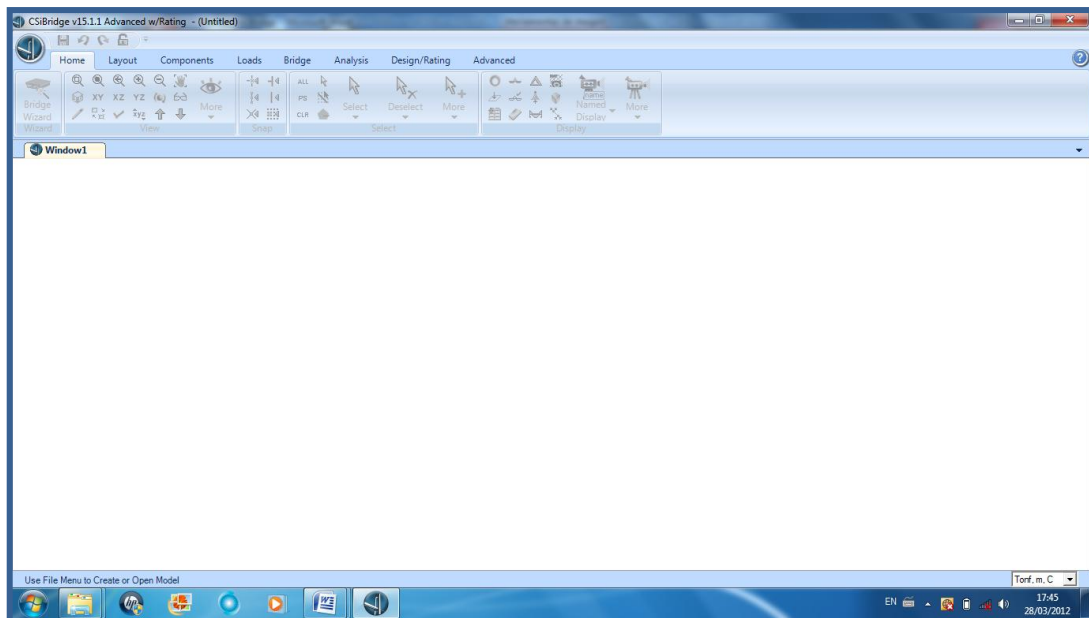 CSiBridge v15.1.1 Advanced w/Rating - (Untitled)
Home Layout Components Loads Bridge Analysis Design/Rating Advanced
XY XZ YZ
More
ALL
PS
CLR
Select Deselect More
name
Named Display
More
Bridge Wizard
Wizard View Snap Select Display
Window1
Use File Menu to Create or Open Model
Tonf, m, C
EN
17:45
28/03/2012